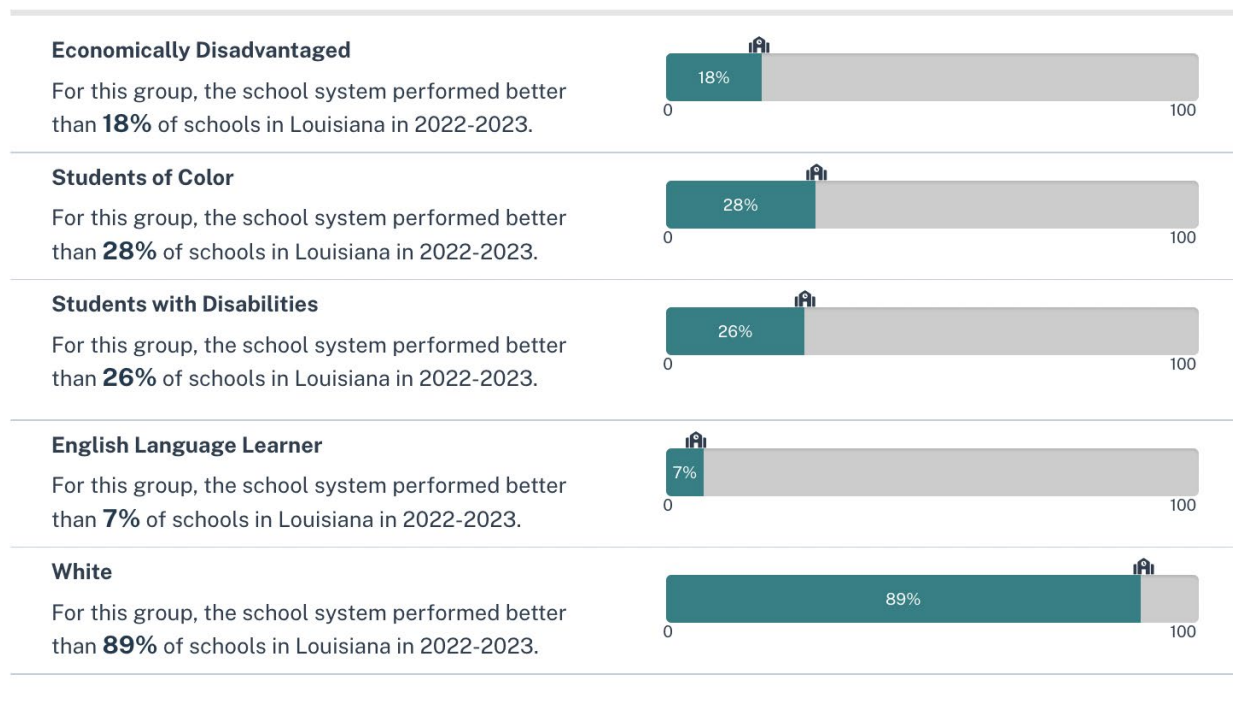 Economically Disadvantaged
For this group, the school system performed better
than 18% of schools in Louisiana in 2022-2023.
18%
0
100
Students of Color
For this group, the school system performed better
than 28% of schools in Louisiana in 2022-2023.
28%
0
100
Students with Disabilities
For this group, the school system performed better
than 26% of schools in Louisiana in 2022-2023.
26%
0
100
English Language Learner
For this group, the school system performed better
than 7% of schools in Louisiana in 2022-2023.
7%
0
100
White
For this group, the school system performed better
than 89% of schools in Louisiana in 2022-2023.
89%
0
100